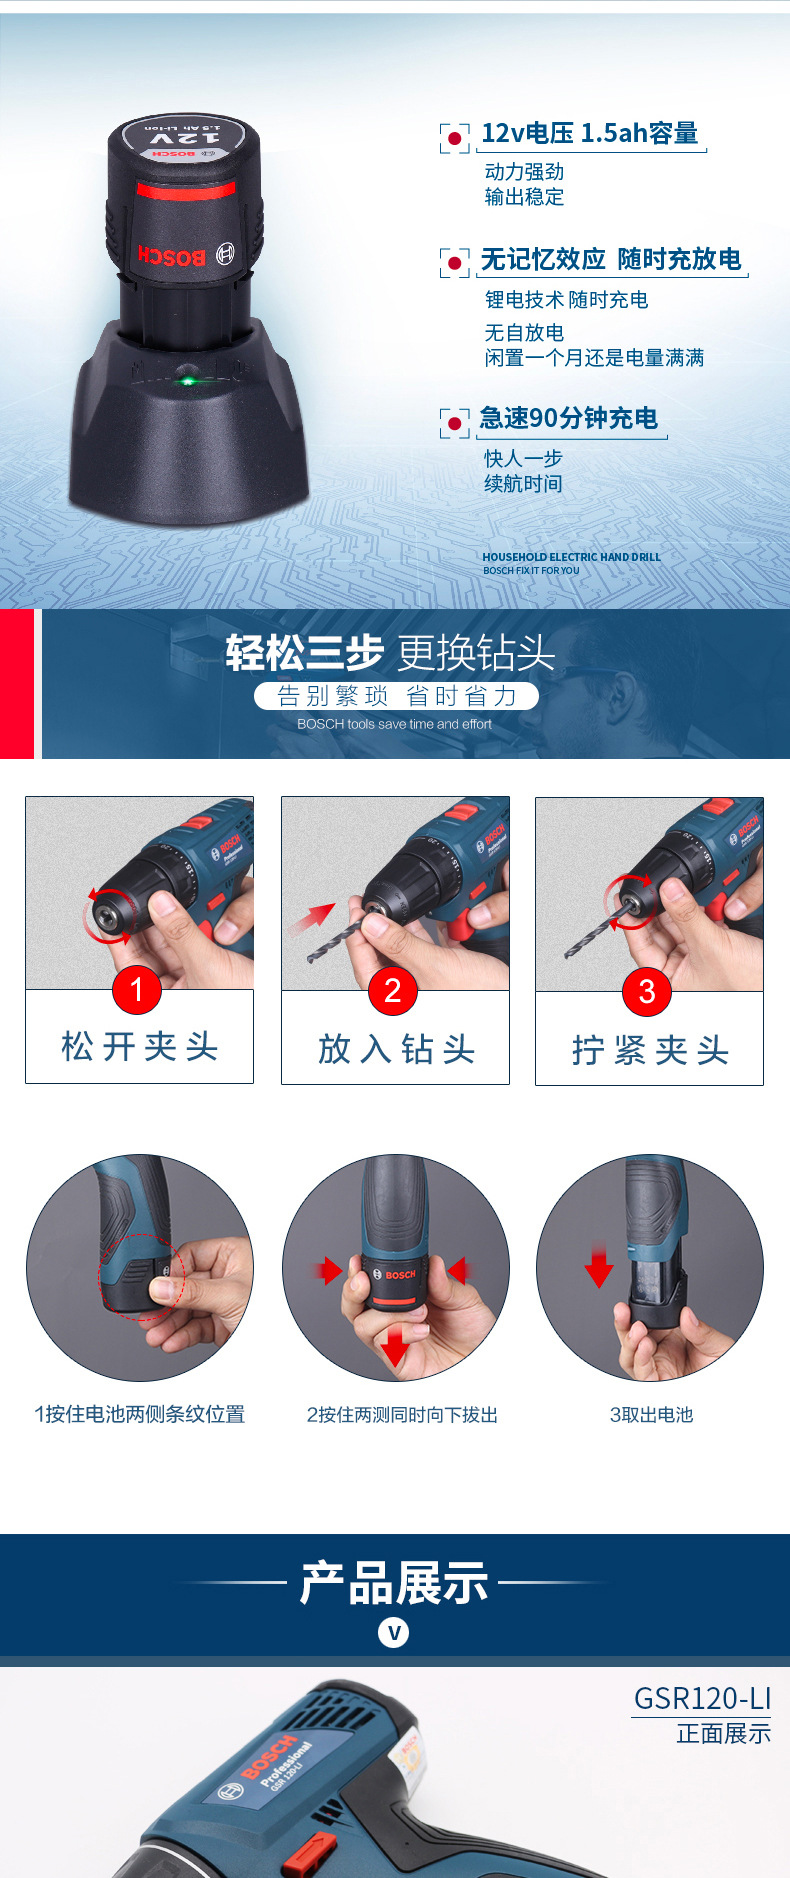 12V
1.5Ah Li-Ion
BOSCH
BOSCH
12v电压 1.5ah容量
动力强劲
输出稳定
无记忆效应 随时充放电
锂电技术 随时充电
无自放电
闲置一个月还是电量满满
急速90分钟充电
快人一步
续航时间
HOUSEHOLD ELECTRIC HAND DRILL
BOSCH FIX IT FOR YOU
轻松三步 更换钻头
告别繁琐 省时省力
BOSCH tools save time and effort
BOSCH
Professional
BOSCH
Professional
BOSCH
Professional
1
2
3
松开夹头
放入钻头
拧紧夹头
BOSCH
1按住电池两侧条纹位置
2按住两测同时向下拔出
3取出电池
产品展示
V
GSR120-LI
正面展示
BOSCH
Professional
GSR 120-LI